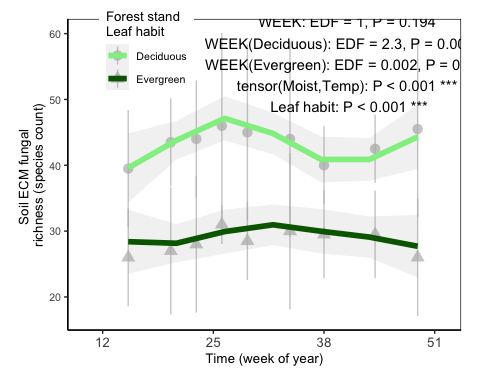 Forest stand
Leaf habit
Deciduous
Evergreen
WEEK: EDF = 1, P = 0.194
WEEK(Deciduous): EDF = 2.3, P = 0.00
WEEK(Evergreen): EDF = 0.002, P = 0
tensor(Moist,Temp): P < 0.001 ***
Leaf habit: P < 0.001 ***
Soil ECM fungal
richness (species count)
60
50
40
30
20
12 25 38 51
Time (week of year)